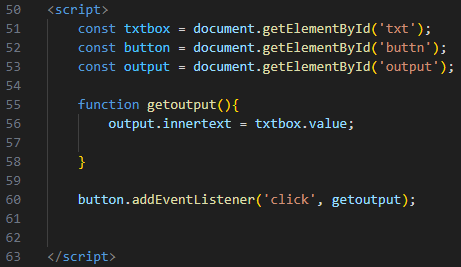 50 <script>
51 const txtbox = document.getElementById('txt');
52 const button = document.getElementById('buttn');
53 const output = document.getElementById('output');
54
55 function getoutput(){
56 output.innertext = txtbox.value;
57
58 }
59
60 button.addEventListener('click', getoutput);
61
62
63 </script>